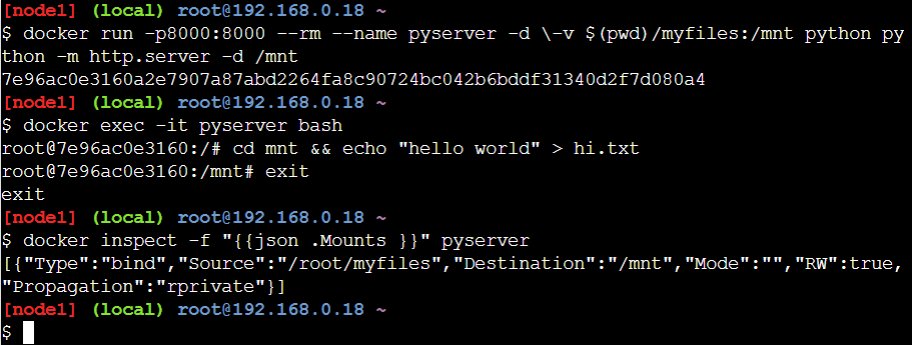 [node1] (local) root@192.168.0.18 ~
$ docker run -p8000:8000 --rm --name pyserver -d \-v $(pwd)/myfiles:/mnt python py
thon -m http.server -d /mnt
7e96ac0e3160a2e7907a87abd2264fa8c90724bc042b6bddf31340d2f7d080a4
[node1] (local) root@192.168.0.18 ~
$ docker exec -it pyserver bash
root@7e96ac0e3160:/# cd mnt && echo "hello world" > hi.txt
root@7e96ac0e3160:/mnt# exit
exit
[node1] (local) root@192.168.0.18 ~
$ docker inspect -f "{{json .Mounts }}" pyserver
[{"Type":"bind","Source":"/root/myfiles","Destination":"/mnt","Mode":"","RW":true,
"Propagation":"rprivate"}]
[node1] (local) root@192.168.0.18 ~
$